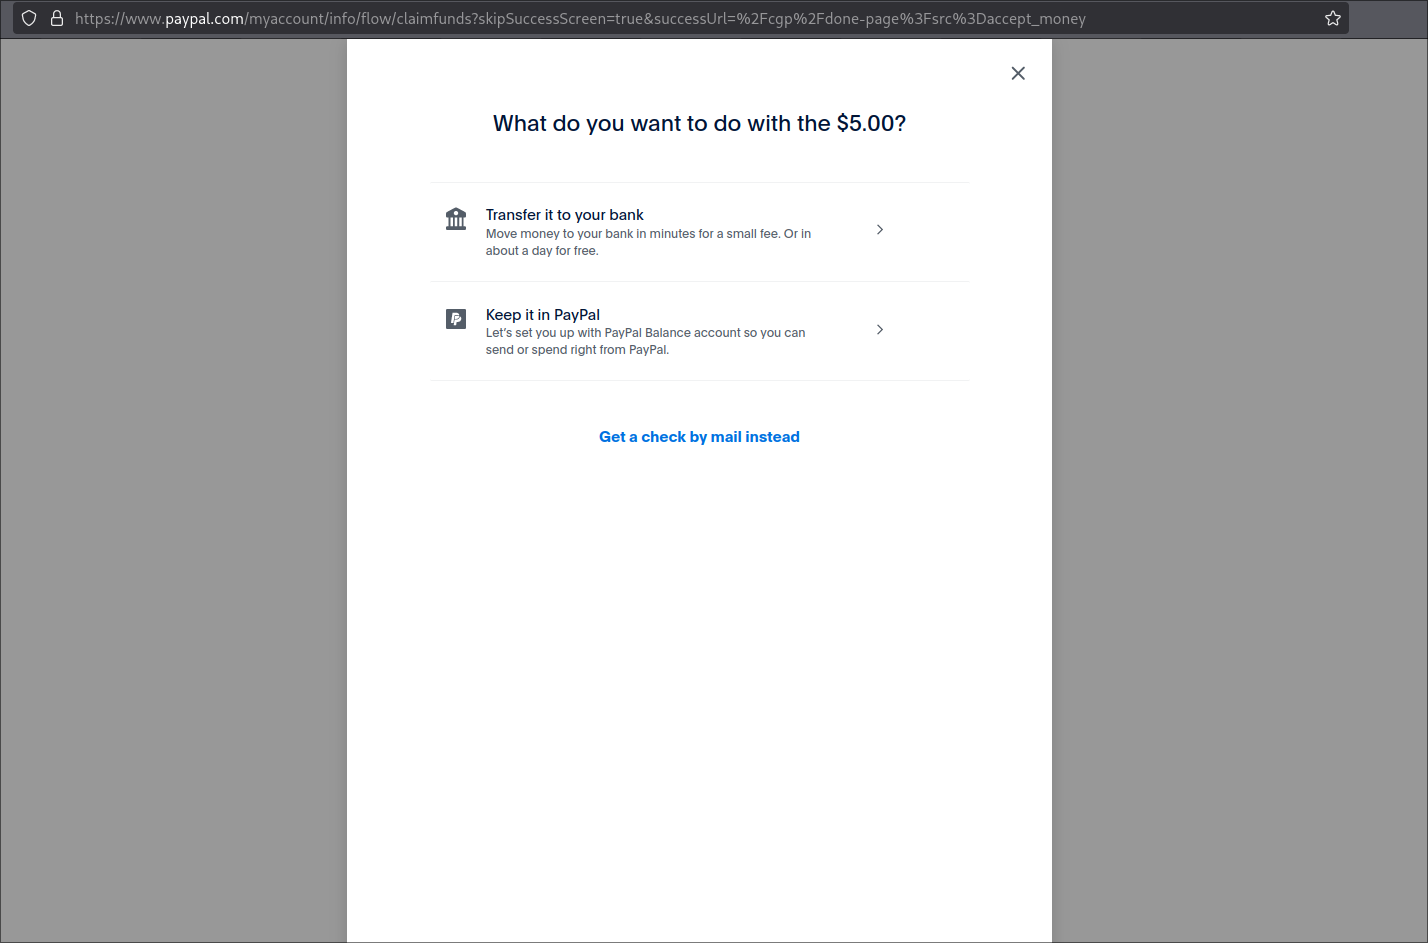 https://www.paypal.com/myaccount/info/flow/claimfunds?skipSuccessScreen=true&successUrl=%2Fcgp%2Fdone-page%3Fsrc%3Daccept_money
What do you want to do with the $5.00?
Transfer it to your bank
Move money to your bank in minutes for a small fee. Or in
about a day for free.
Keep it in PayPal
Let’s set you up with PayPal Balance account so you can
send or spend right from PayPal.
Get a check by mail instead